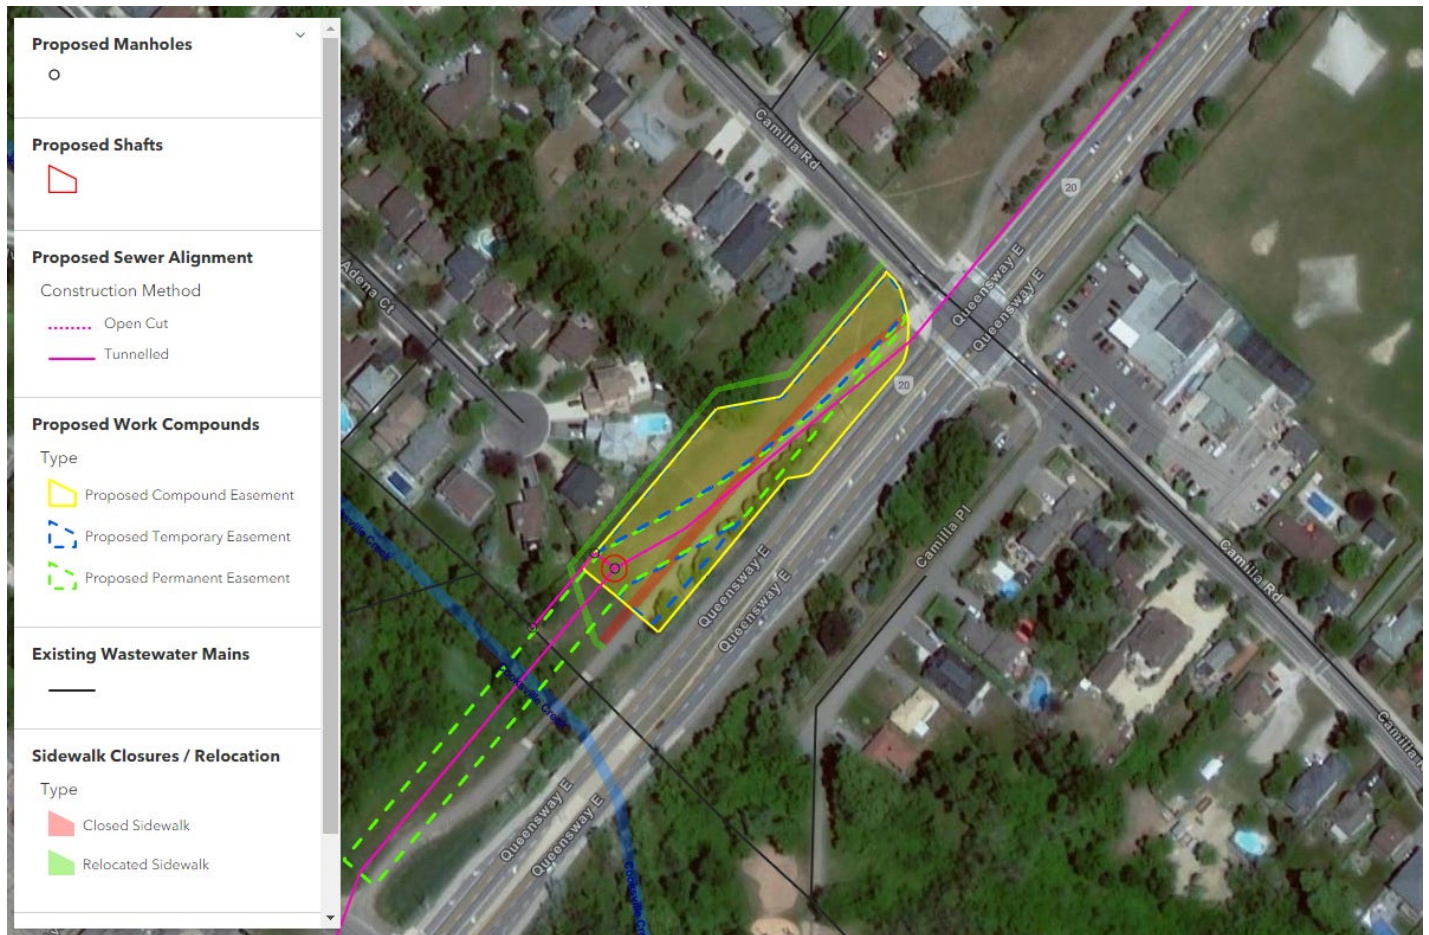 Proposed Manholes
Proposed Shafts
Proposed Sewer Alignment
Construction Method
Open Cut
Tunnelled
Proposed Work Compounds
Type
Proposed Compound Easement
Proposed Temporary Easement
Proposed Permanent Easement
Existing Wastewater Mains
Sidewalk Closures / Relocation
Type
Closed Sidewalk
Relocated Sidewalk
Camilla Rd
20
Queensway E
Queensway E
Adena Ct
20
Camilla Pl
Queensway E
Queensway E
Camilla Rd
Cooksville Creek
Queensway E
Queensway E